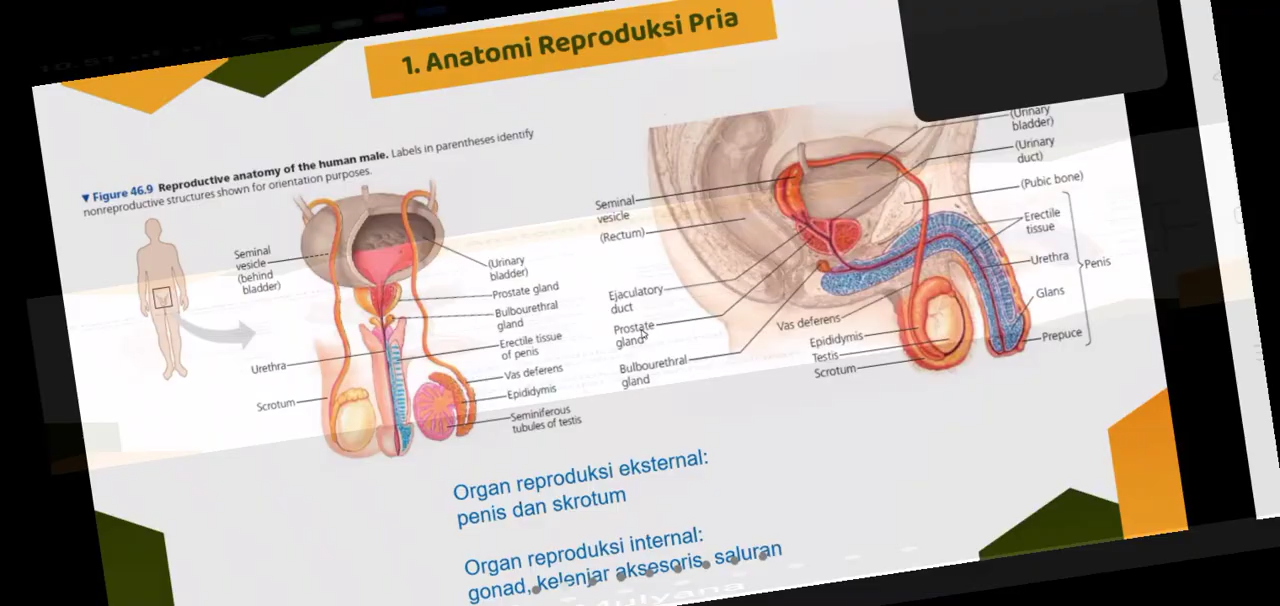 1. Anatomi Reproduksi Pria
▼ Figure 46.9 Reproductive anatomy of the human male. Labels in parentheses identify
nonreproductive structures shown for orientation purposes.
Seminal
vesicle
(behind
bladder)
Urethra
Scrotum
(Urinary
bladder)
Prostate gland
Bulbourethral
gland
Erectile tissue
of penis
Vas deferens
Epididymis
Seminiferous
tubules of testis
Seminal
vesicle
(Rectum)
Ejaculatory
duct
Prostate
gland
Bulbourethral
gland
Vas deferens
Epididymis
Testis
Scrotum
(Urinary
bladder)
(Urinary
duct)
(Pubic bone)
Erectile
tissue
Urethra
Penis
Glans
Prepuce
Organ reproduksi eksternal:
penis dan skrotum
Organ reproduksi internal:
gonad, kelenjar aksesoris, saluran
Mulyana